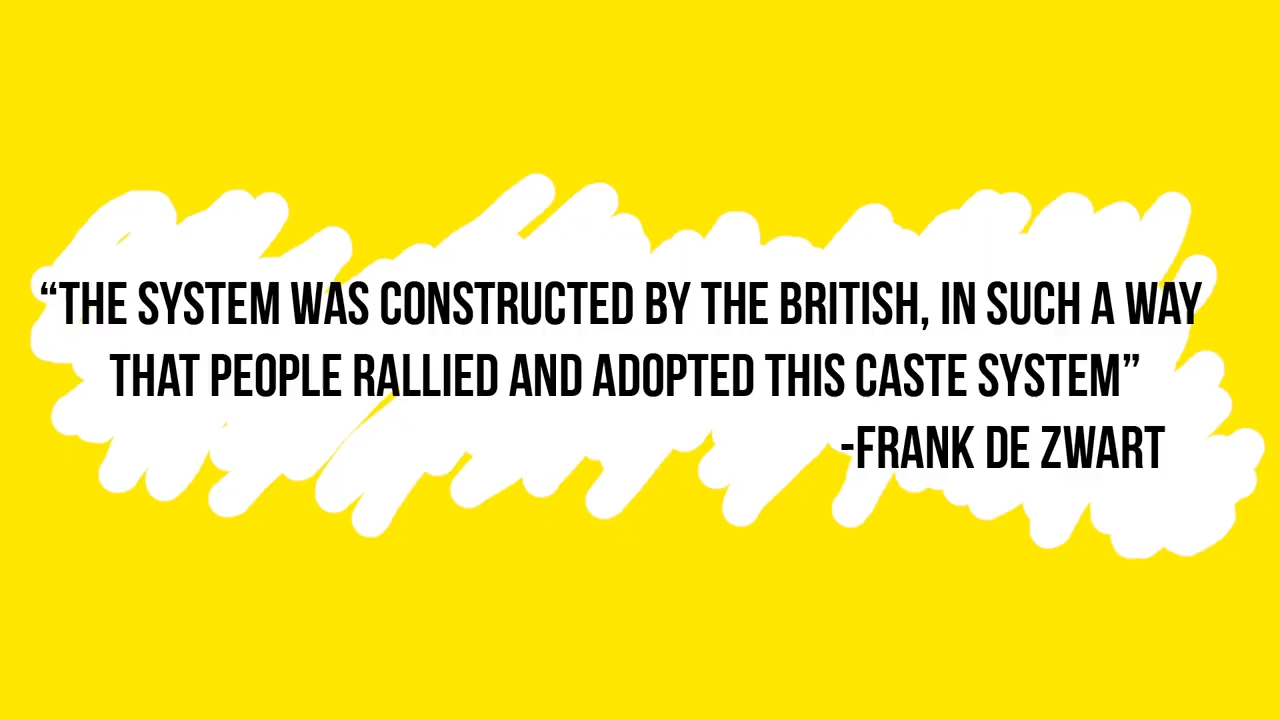 “THE SYSTEM WAS CONSTRUCTED BY THE BRITISH, IN SUCH A WAY
THAT PEOPLE RALLIED AND ADOPTED THIS CASTE SYSTEM”
-FRANK DE ZWART